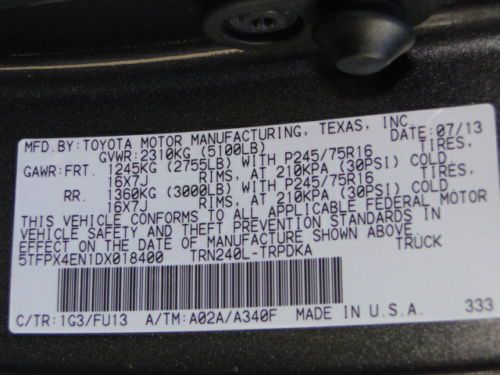 MFD. BY: TOYOTA MOTOR MANUFACTURING, TEXAS, INC.
GVWR: 2310KG (5100LB) DATE: 07/13
GAWR: FRT. 1245KG (2755LB) WITH P245/75R16 TIRES,
16X7J RIMS, AT 210KPA (30PSI) COLD
RR. 1360KG (3000LB) WITH P245/75R16 TIRES,
16X7J RIMS, AT 210KPA (30PSI) COLD.
THIS VEHICLE CONFORMS TO ALL APPLICABLE FEDERAL MOTOR
VEHICLE SAFETY AND THEFT PREVENTION STANDARDS IN
EFFECT ON THE DATE OF MANUFACTURE SHOWN ABOVE.
5TFPX4EN1DX018400 TRN240L-TRPDKA TRUCK
C/TR: 1G3/FU13 A/TM: A02A/A340F MADE IN U.S.A. 333